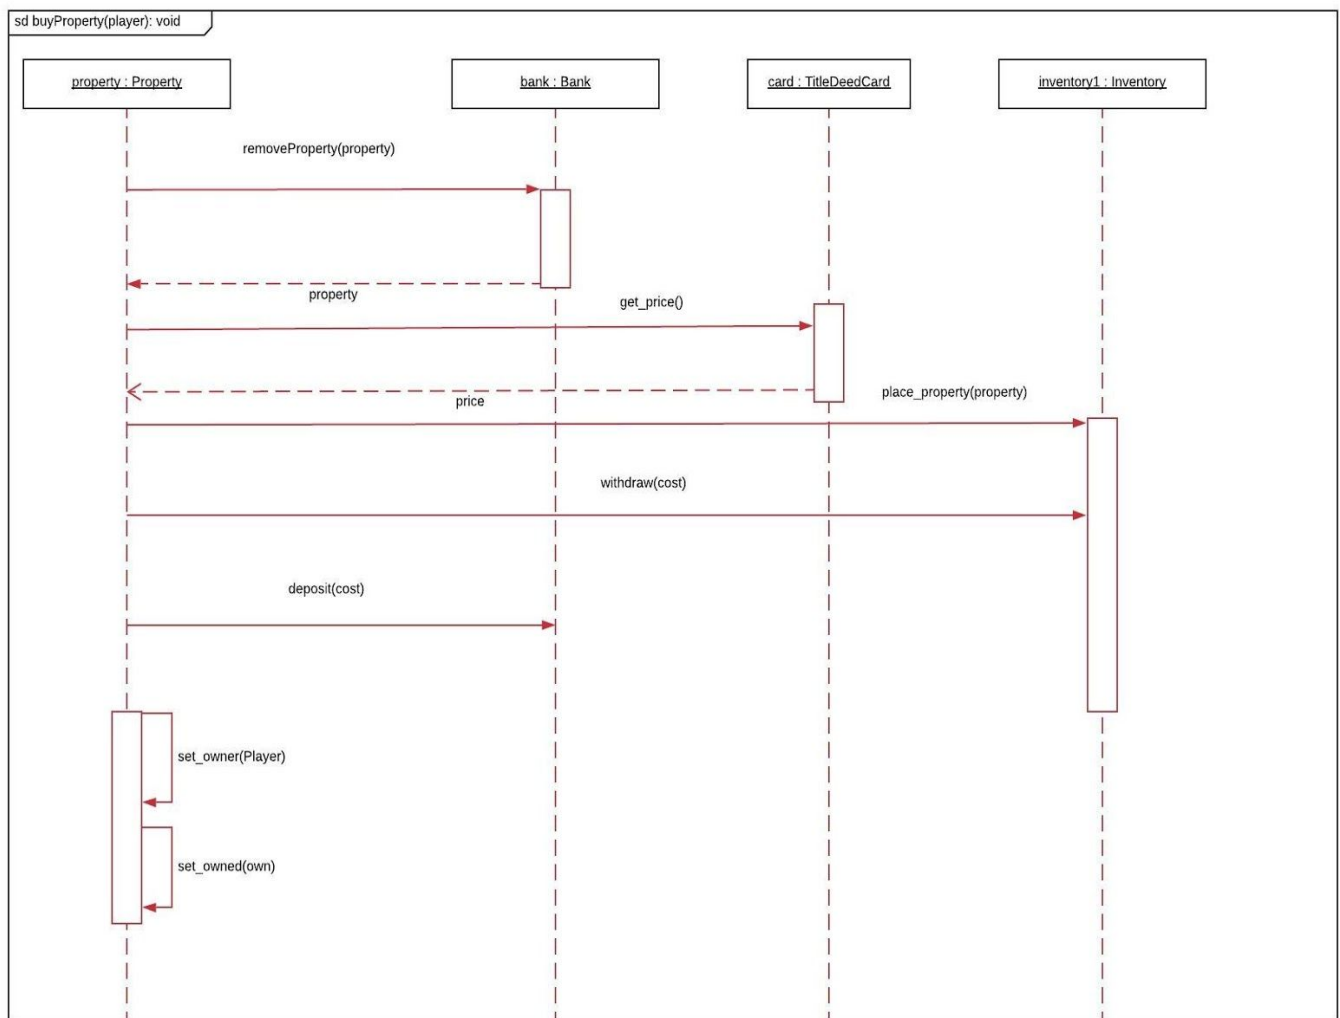 sd buyProperty(player): void
property : Property
bank : Bank
card : TitleDeedCard
inventory1 : Inventory
removeProperty(property)
property
get_price()
price
place_property(property)
withdraw(cost)
deposit(cost)
set_owner(Player)
set_owned(own)